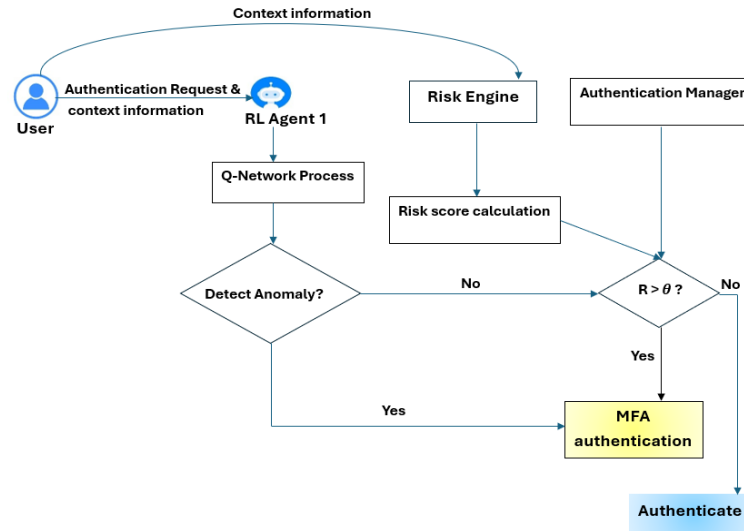 Context information
Authentication Request &
context information
User
RL Agent 1
Risk Engine
Authentication Manager
Q-Network Process
Risk score calculation
Detect Anomaly?
No
R > θ ?
No
Yes
Yes
MFA
authentication
Authenticate